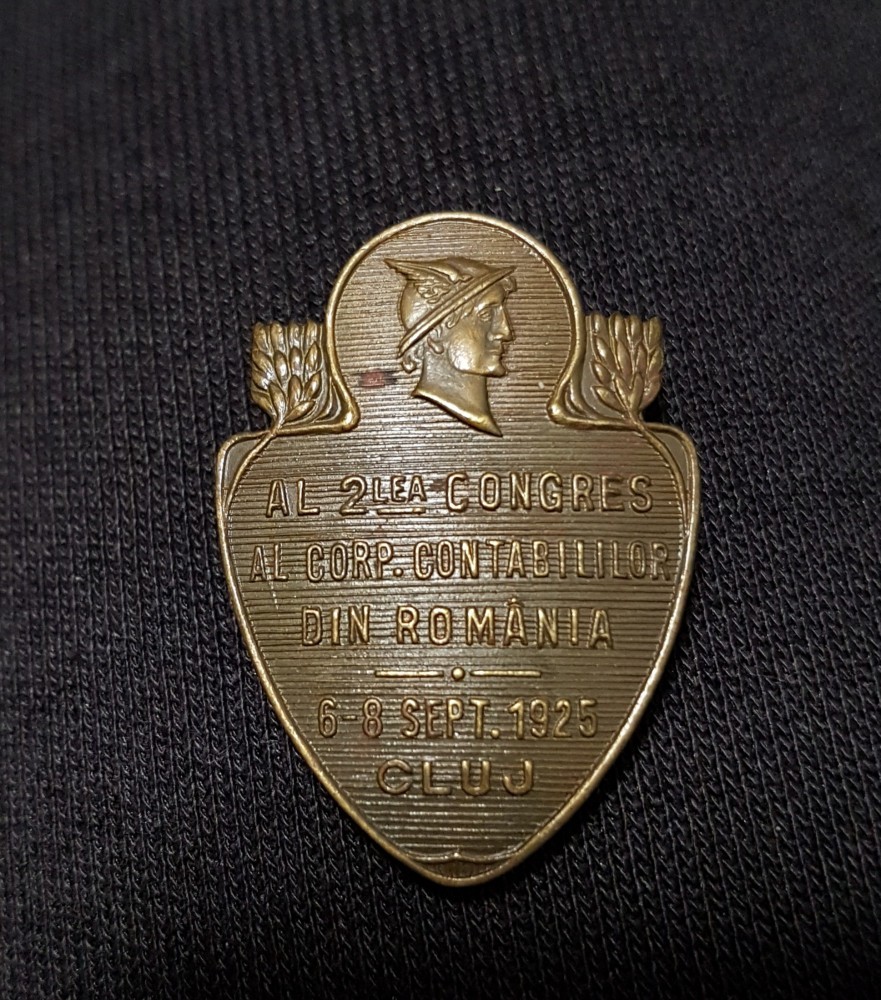 AL 2LEA CONGRES
AL CORP. CONTABILILOR
DIN ROMÂNIA
6-8 SEPT. 1925
CLUJ